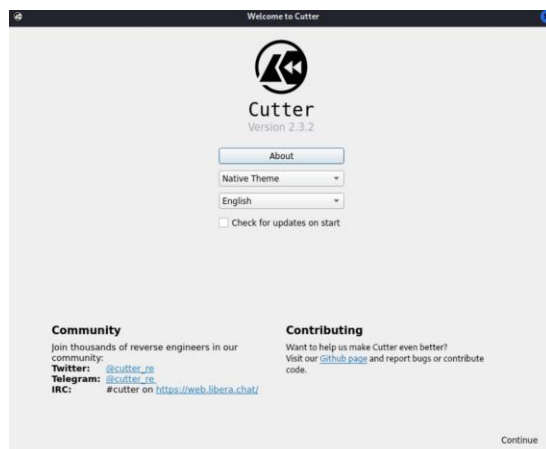 Welcome to Cutter
Cutter
Version 2.3.2
About
Native Theme
English
Check for updates on start
Community
Join thousands of reverse engineers in our
community:
Twitter: @cutter_re
Telegram: @cutter_re
IRC: #cutter on https://web.libera.chat/
Contributing
Want to help us make Cutter even better?
Visit our Github page and report bugs or contribute
code.
Continue